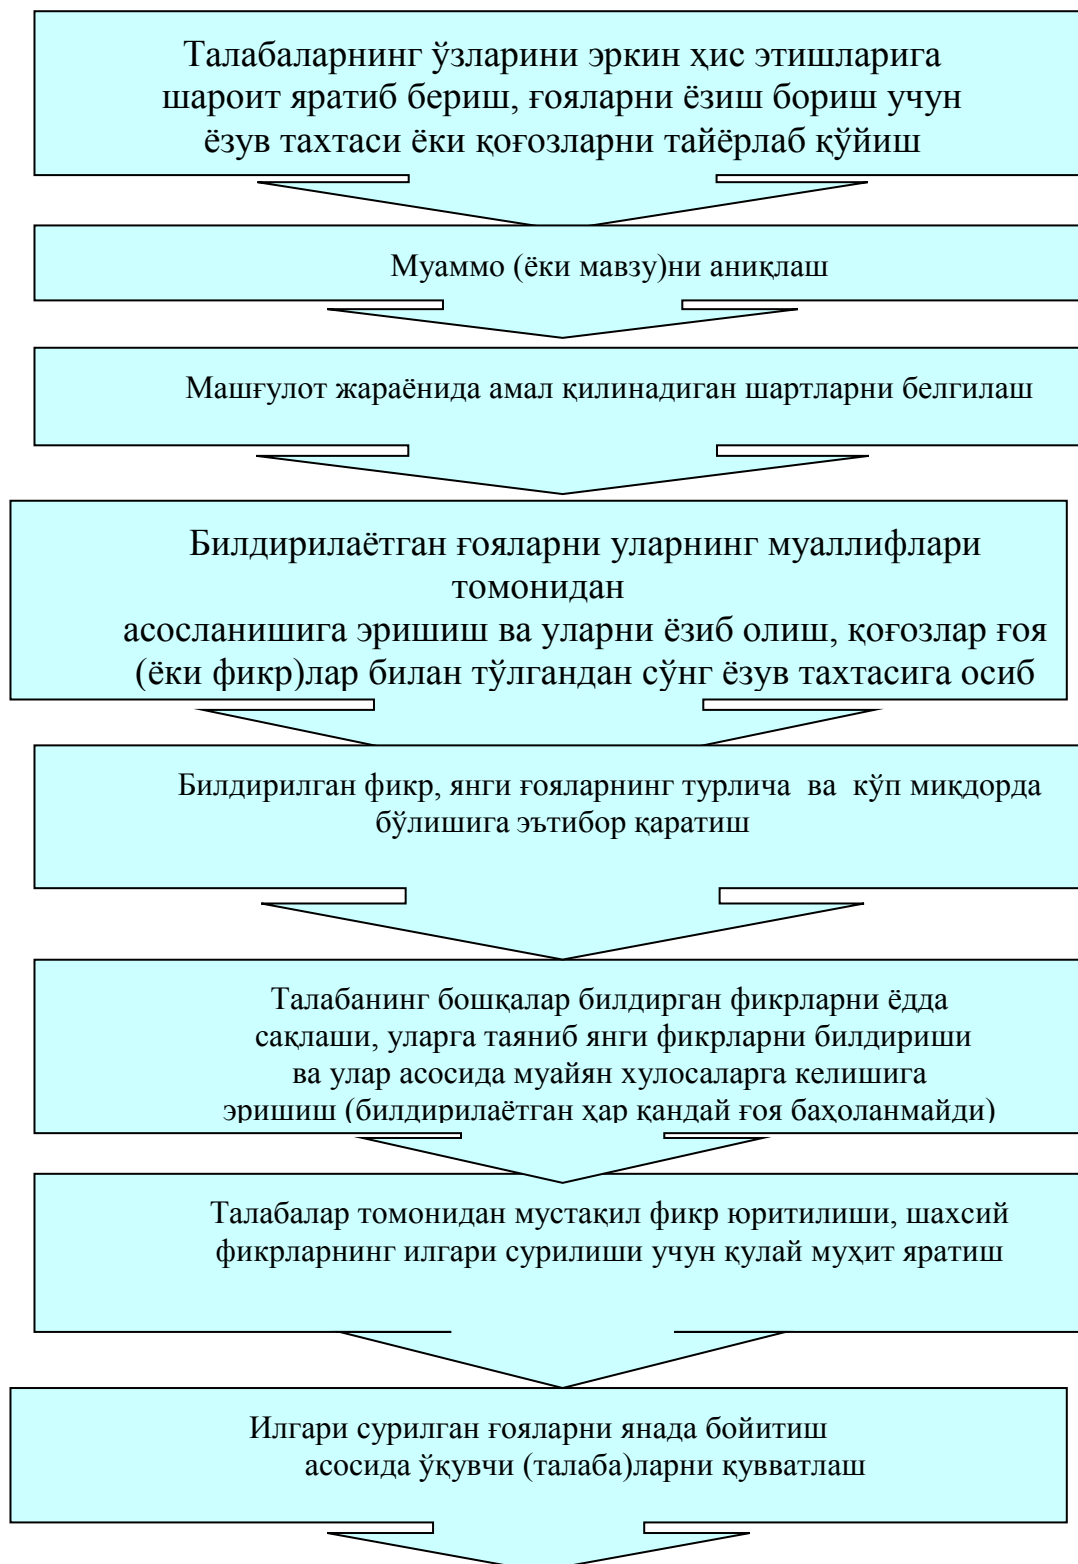 Талабаларнинг ўзларини эркин ҳис этишларига
шароит яратиб бериш, ғояларни ёзиш бориш учун
ёзув тахтаси ёки қоғозларни тайёрлаб қўйиш
Муаммо (ёки мавзу)ни аниқлаш
Машғулот жараёнида амал қилинадиган шартларни белгилаш
Билдирилаётган ғояларни уларнинг муаллифлари
томонидан
асосланишига эришиш ва уларни ёзиб олиш, қоғозлар ғоя
(ёки фикр)лар билан тўлгандан сўнг ёзув тахтасига осиб
Билдирилган фикр, янги ғояларнинг турлича ва кўп миқдорда
бўлишига эътибор қаратиш
Талабанинг бошқалар билдирган фикрларни ёдда
сақлаши, уларга таяниб янги фикрларни билдириши
ва улар асосида муайян хулосаларга келишига
эришиш (билдирилаётган ҳар қандай ғоя баҳоланмайди)
Талабалар томонидан мустақил фикр юритилиши, шахсий
фикрларнинг илгари сурилиши учун қулай муҳит яратиш
Илгари сурилган ғояларни янада бойитиш
асосида ўқувчи (талаба)ларни қувватлаш